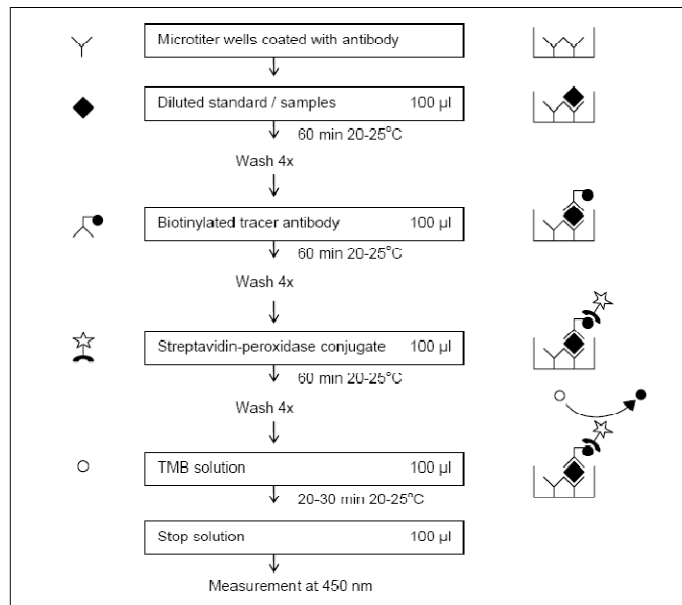 Microtiter wells coated with antibody
Diluted standard / samples 100 µl
60 min 20-25°C
Wash 4x
Biotinylated tracer antibody 100 µl
60 min 20-25°C
Wash 4x
Streptavidin-peroxidase conjugate 100 µl
60 min 20-25°C
Wash 4x
TMB solution 100 µl
20-30 min 20-25°C
Stop solution 100 µl
Measurement at 450 nm